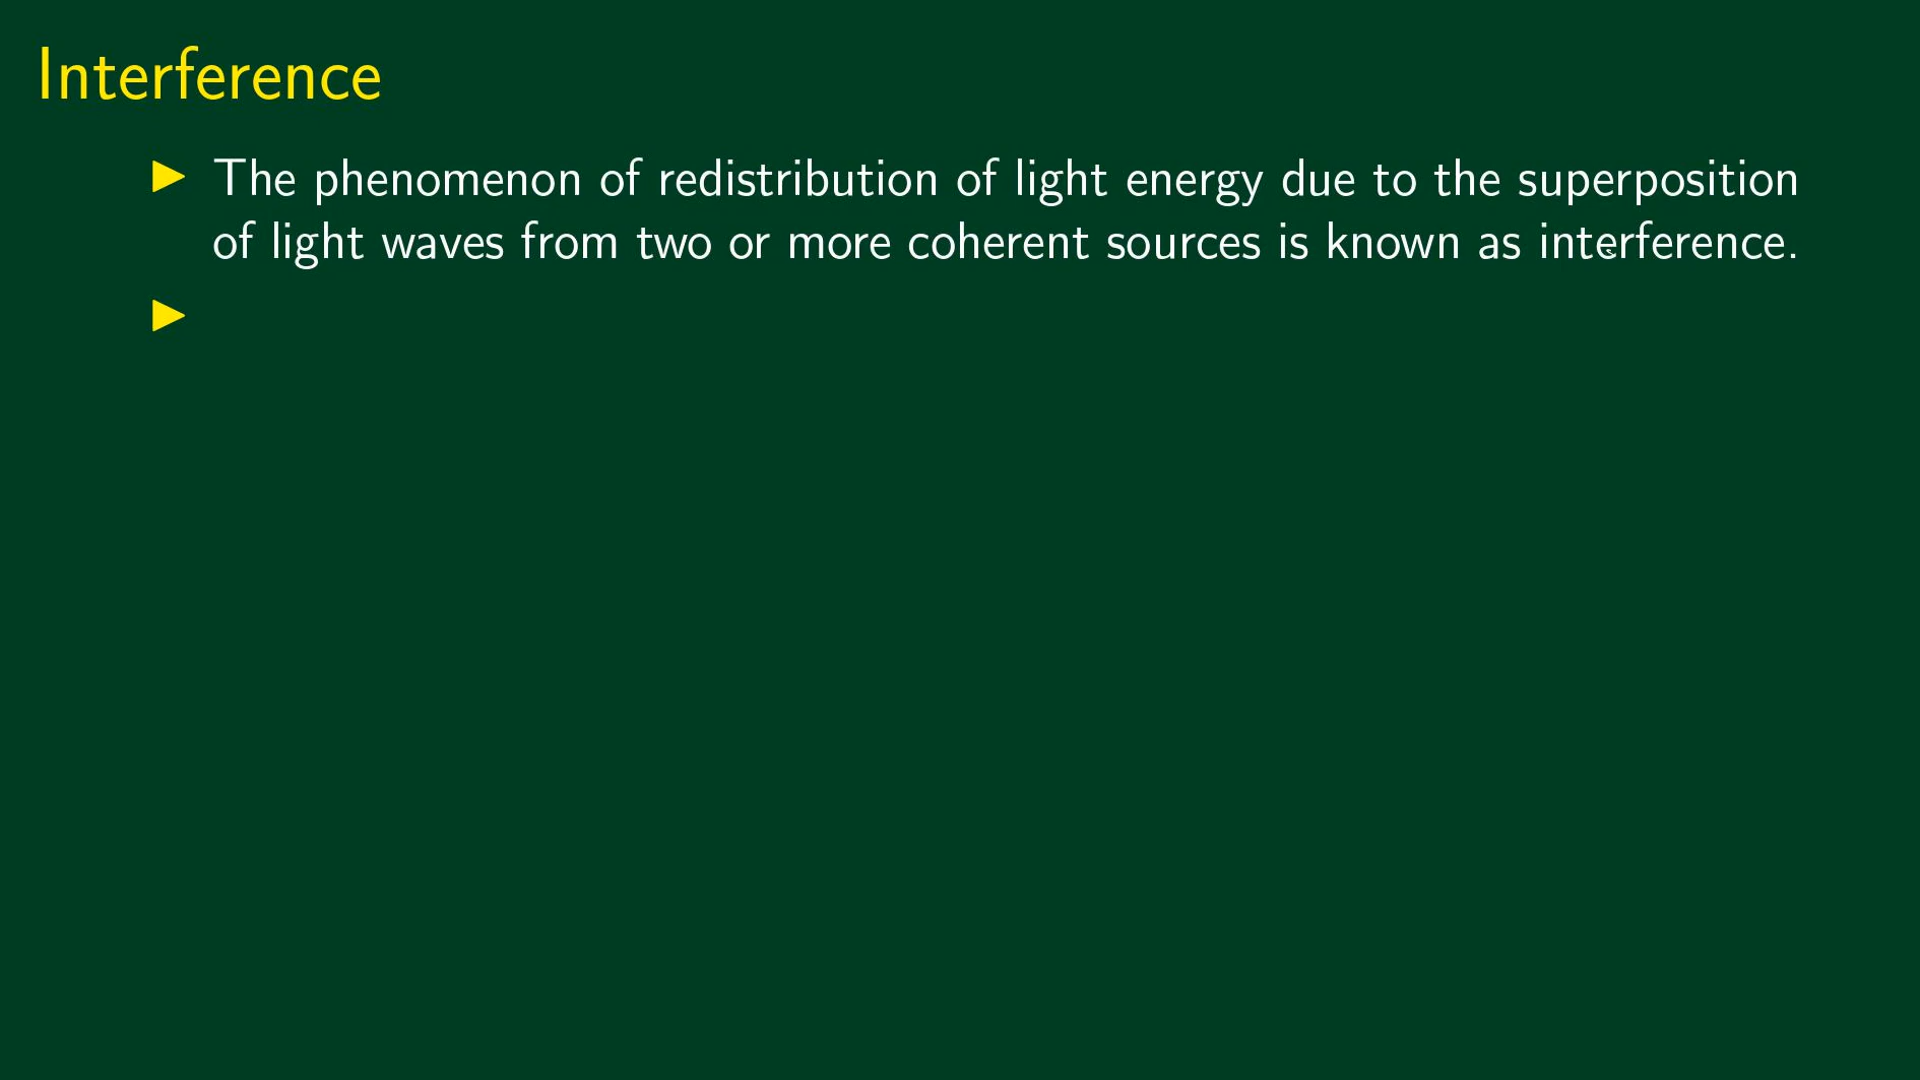 Interference
▶ The phenomenon of redistribution of light energy due to the superposition
of light waves from two or more coherent sources is known as interference.
▶